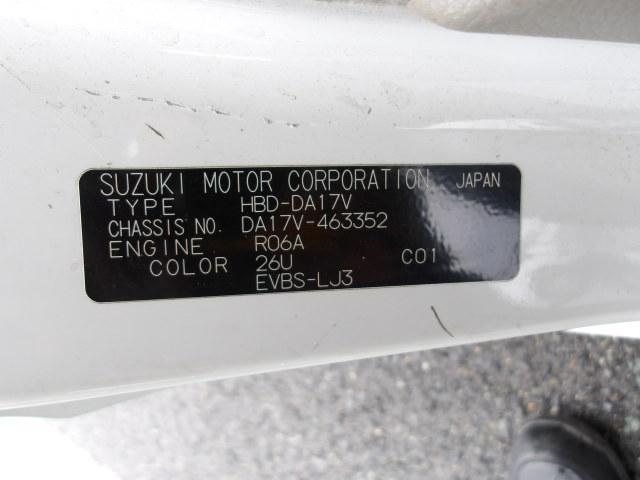 SUZUKI MOTOR CORPORATION JAPAN
TYPE HBD-DA17V
CHASSIS NO. DA17V-463352
ENGINE R06A
COLOR 26U C01
EVBS-LJ3